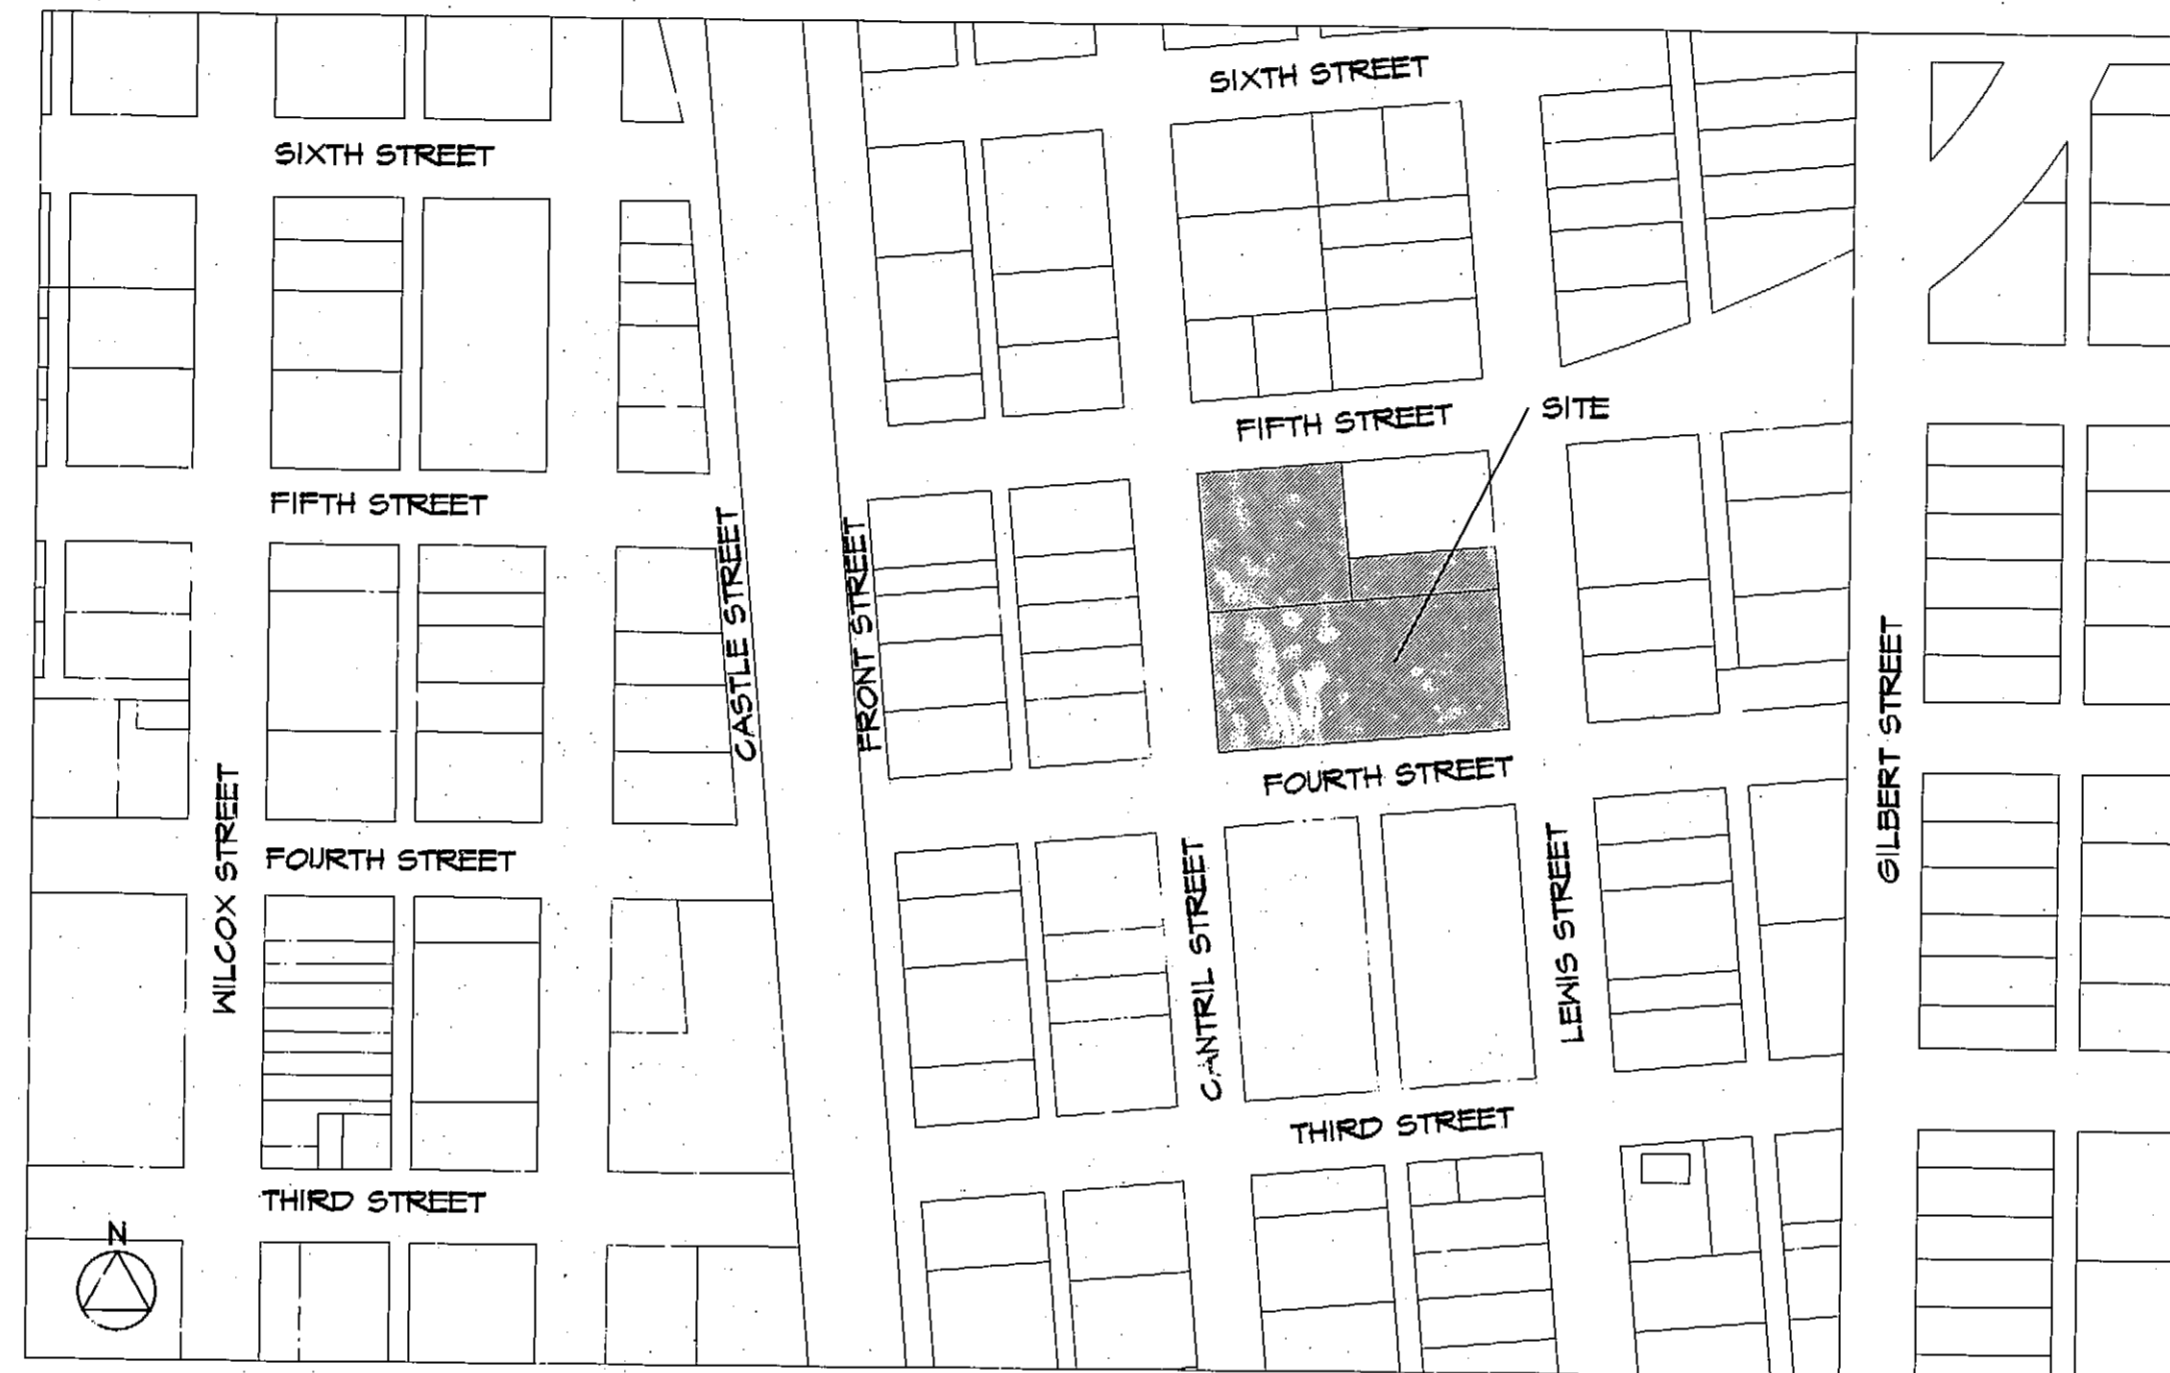 SIXTH STREET
SIXTH STREET
FIFTH STREET
SITE
FIFTH STREET
CASTLE STREET
FRONT STREET
GILBERT STREET
FOURTH STREET
WILCOX STREET
FOURTH STREET
CANTRIL STREET
LEWIS STREET
THIRD STREET
THIRD STREET
N